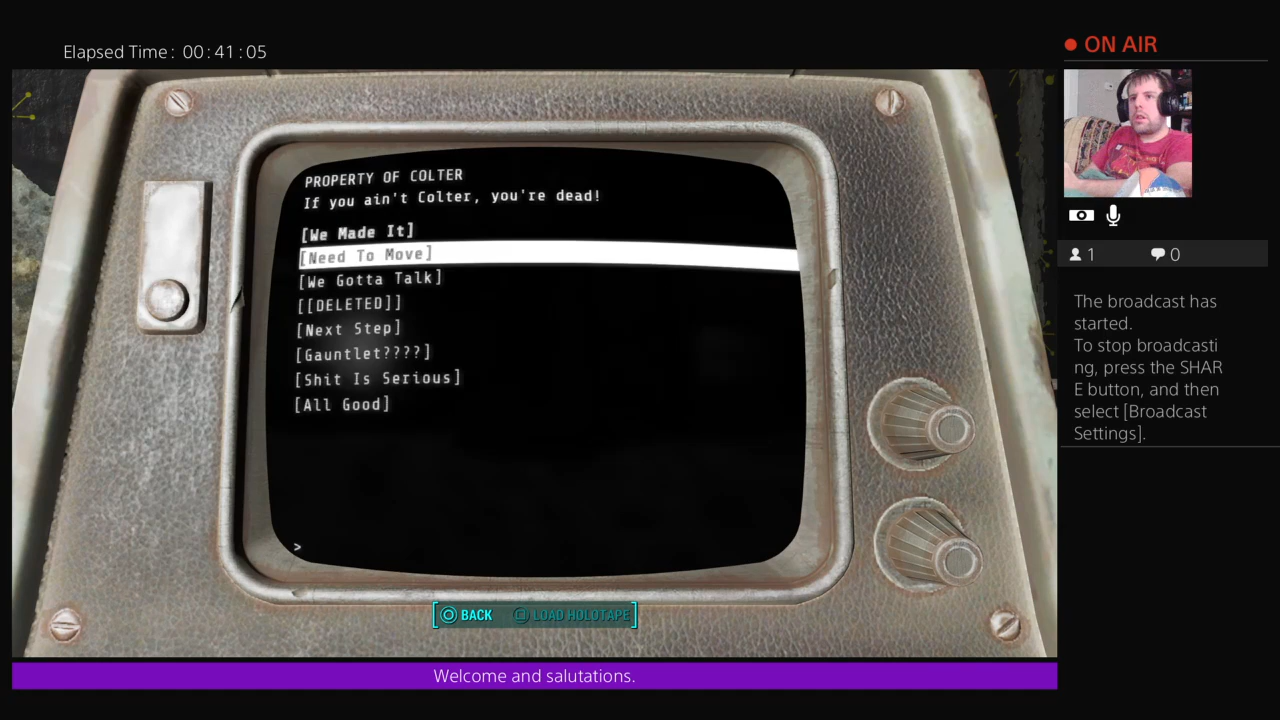 Elapsed Time: 00:41:05
ON AIR
PROPERTY OF COLTER
If you ain't Colter, you're dead!
[We Made It]
[Need To Move]
[We Gotta Talk]
[[DELETED]]
[Next Step]
[Gauntlet????]
[Shit Is Serious]
[All Good]
>
BACK LOAD HOLOTAPE
1 0
The broadcast has
started.
To stop broadcasti
ng, press the SHAR
E button, and then
select [Broadcast
Settings].
Welcome and salutations.